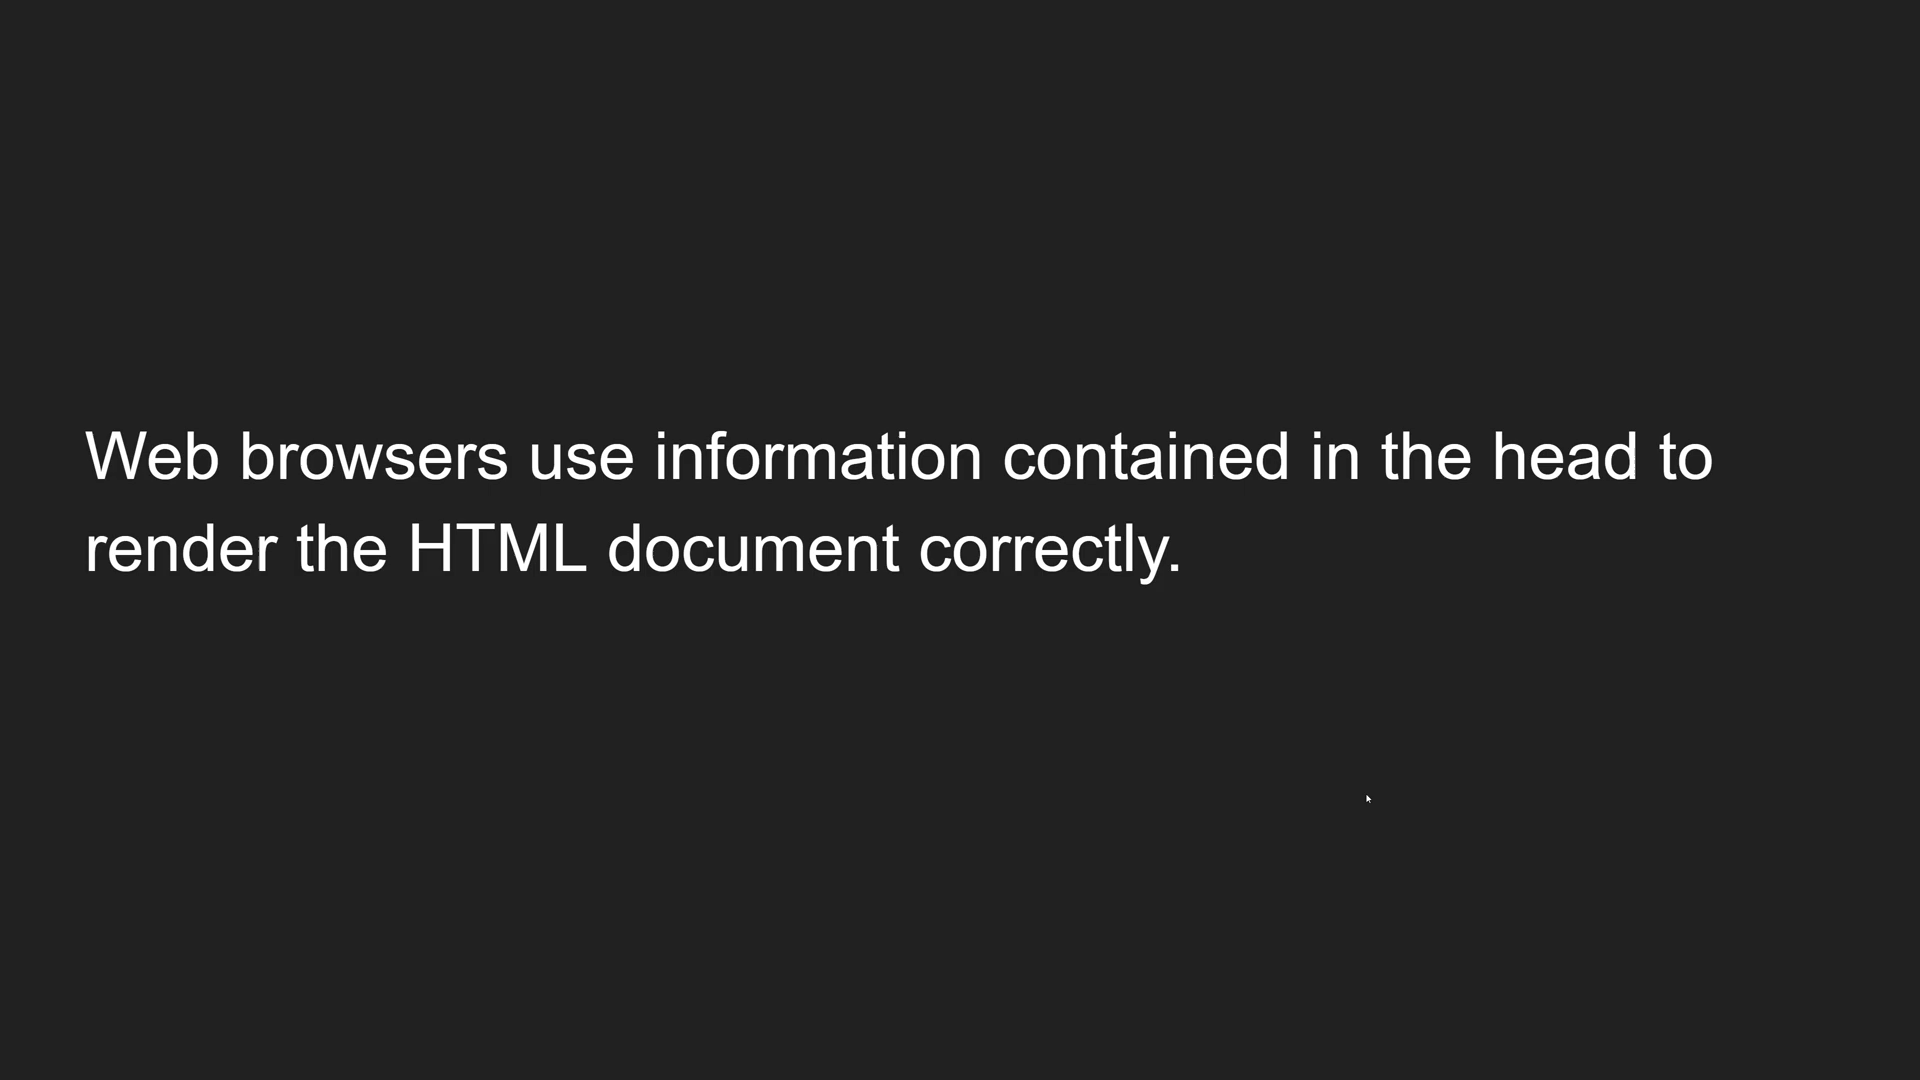 Web browsers use information contained in the head to
render the HTML document correctly.